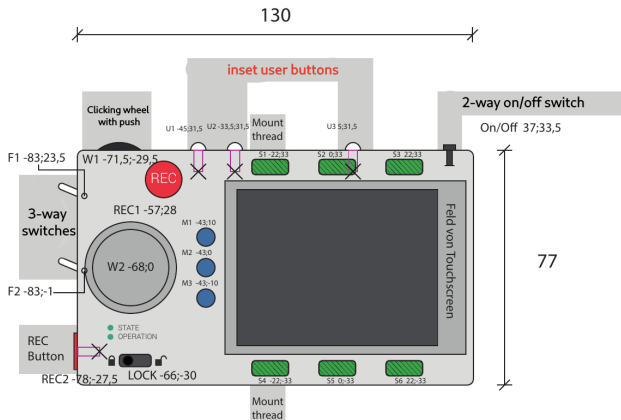 130
inset user buttons
Clicking wheel
with push
2-way on/off switch
U1 -45;31,5
U2 -33,5;31,5
Mount
thread
U3 5;31,5
On/Off 37;33,5
F1 -83;23,5
W1 -71,5;-29,5
S1 -22;33
S2 0;33
S3 22;33
REC
REC1 -57;28
3-way
switches
M1 -43;10
M2 -43;0
M3 -43;-10
W2 -68;0
Feld von Touchscreen
77
F2 -83;-1
STATE
OPERATION
REC
Button
REC2 -78;-27,5
LOCK -66;-30
S4 -22;-33
S5 0;-33
S6 22;-33
Mount
thread